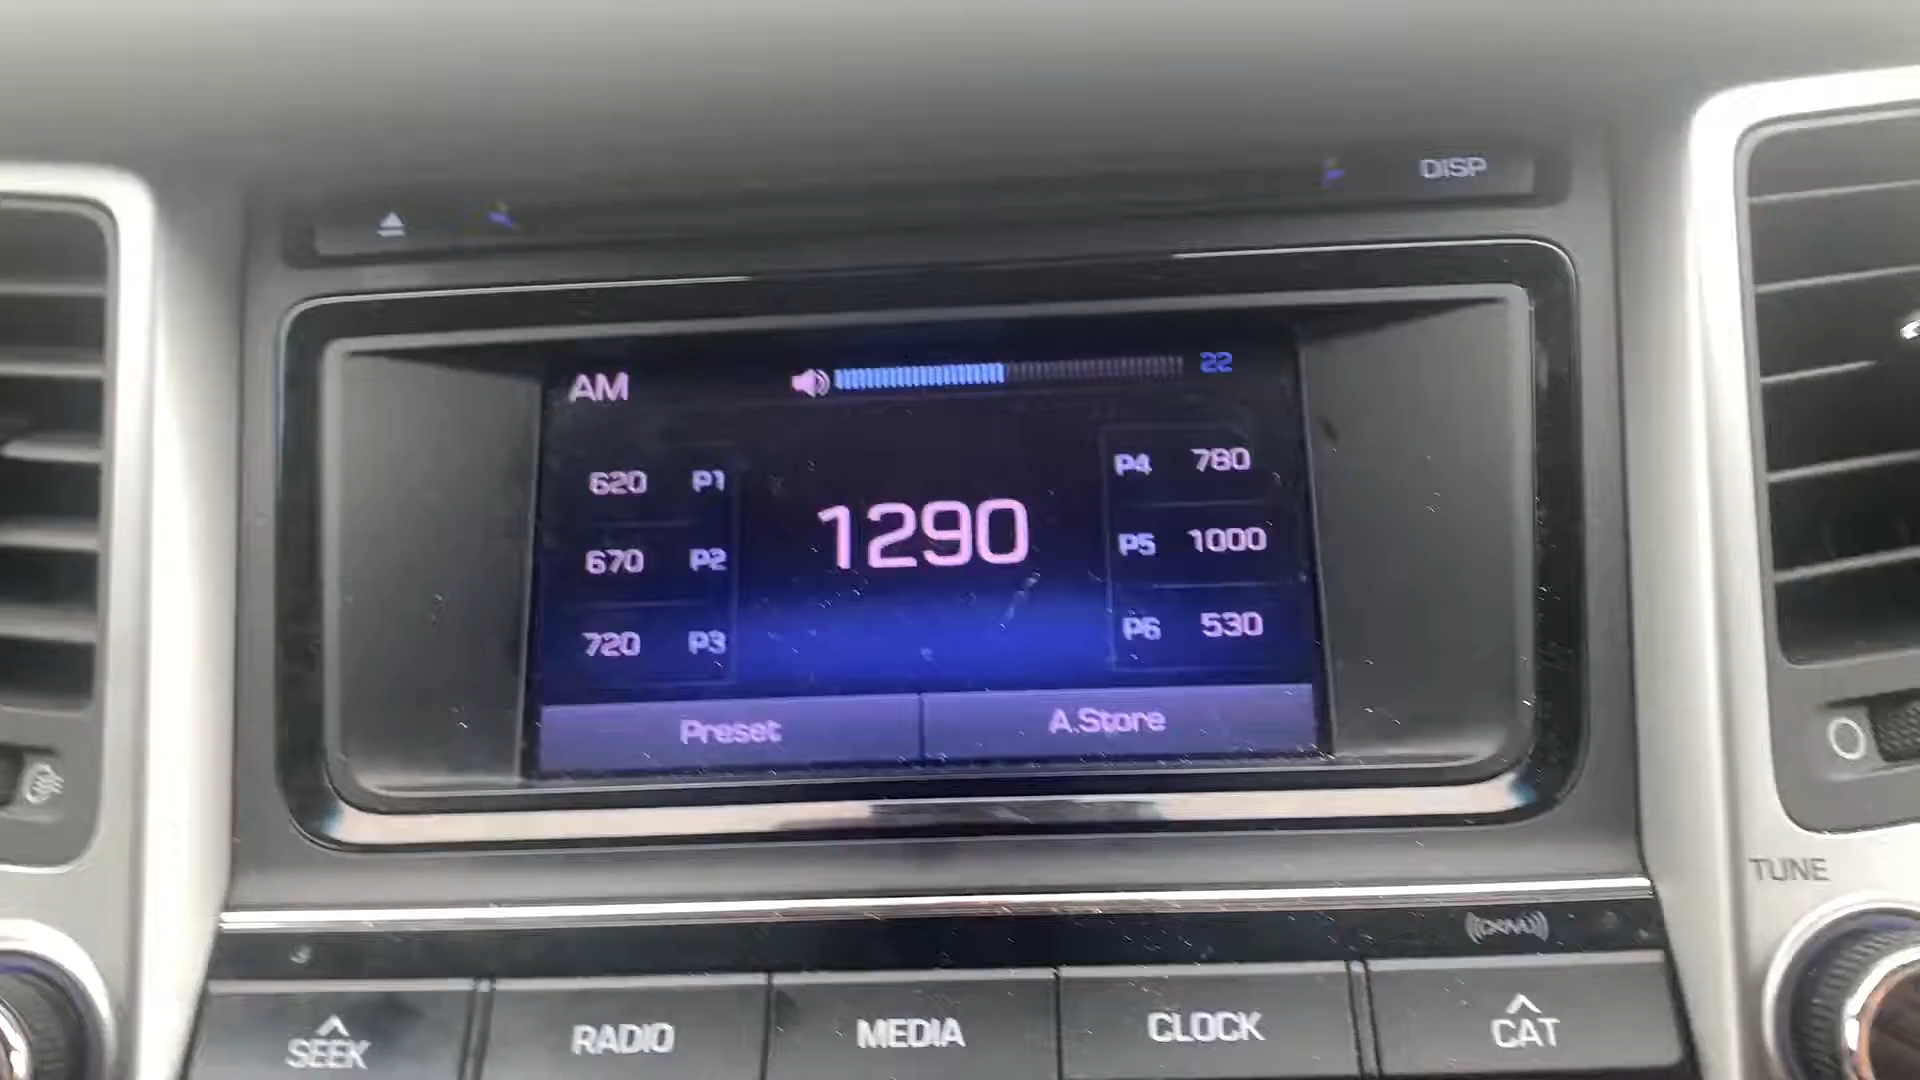 DISP
AM 22
620 P1
670 P2
720 P3
1290
P4 780
P5 1000
P6 530
Preset A.Store
TUNE
((XM))
SEEK RADIO MEDIA CLOCK CAT